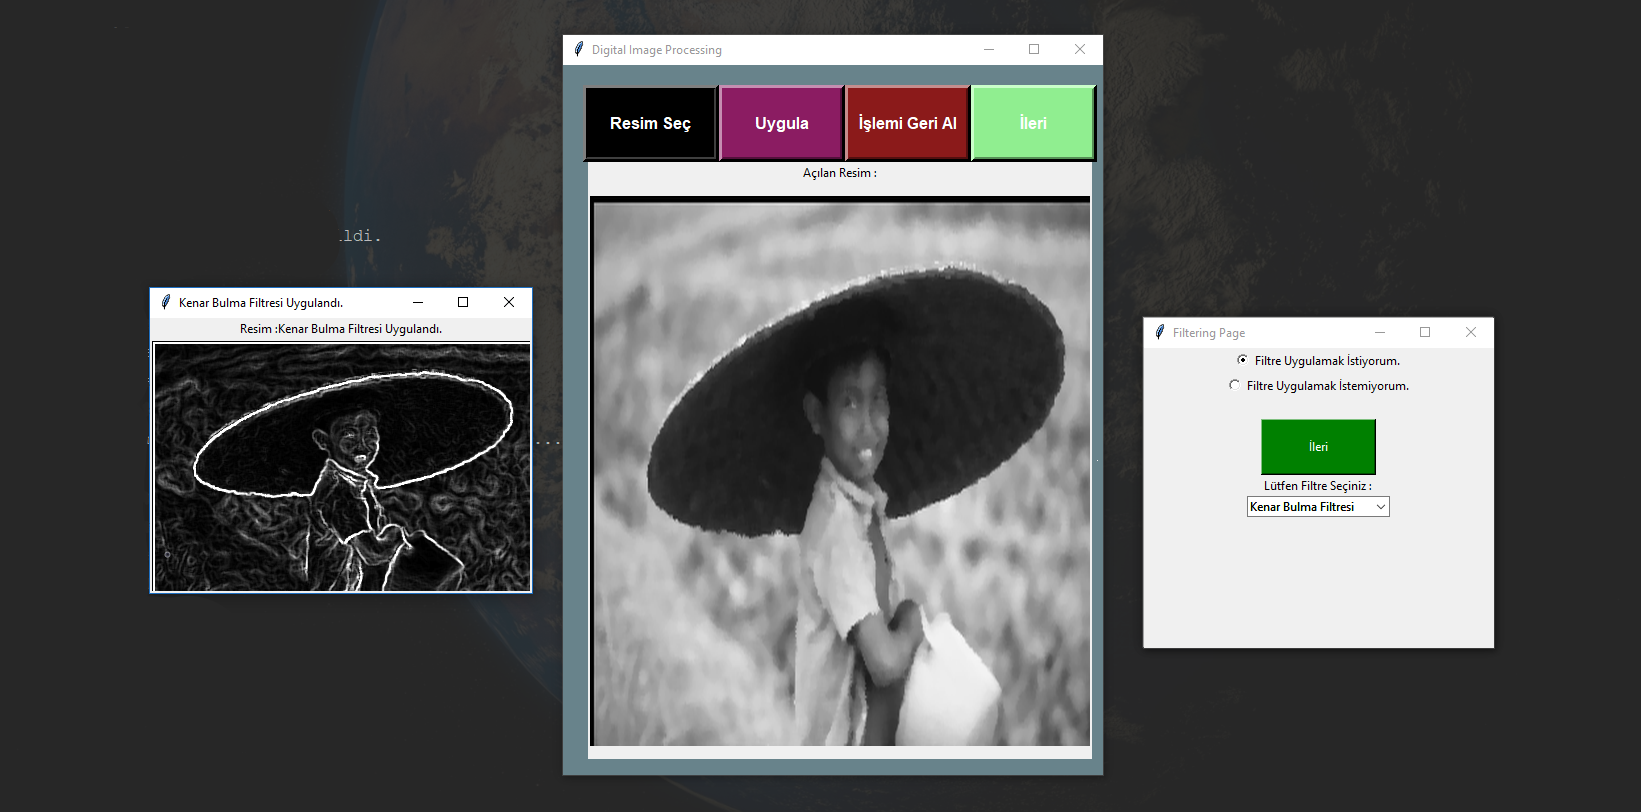 Digital Image Processing
Resim Seç
Uygula
İşlemi Geri Al
İleri
Açılan Resim :
ıldi.
Kenar Bulma Filtresi Uygulandı.
Resim :Kenar Bulma Filtresi Uygulandı.
...
Filtering Page
Filtre Uygulamak İstiyorum.
Filtre Uygulamak İstemiyorum.
İleri
Lütfen Filtre Seçiniz :
Kenar Bulma Filtresi